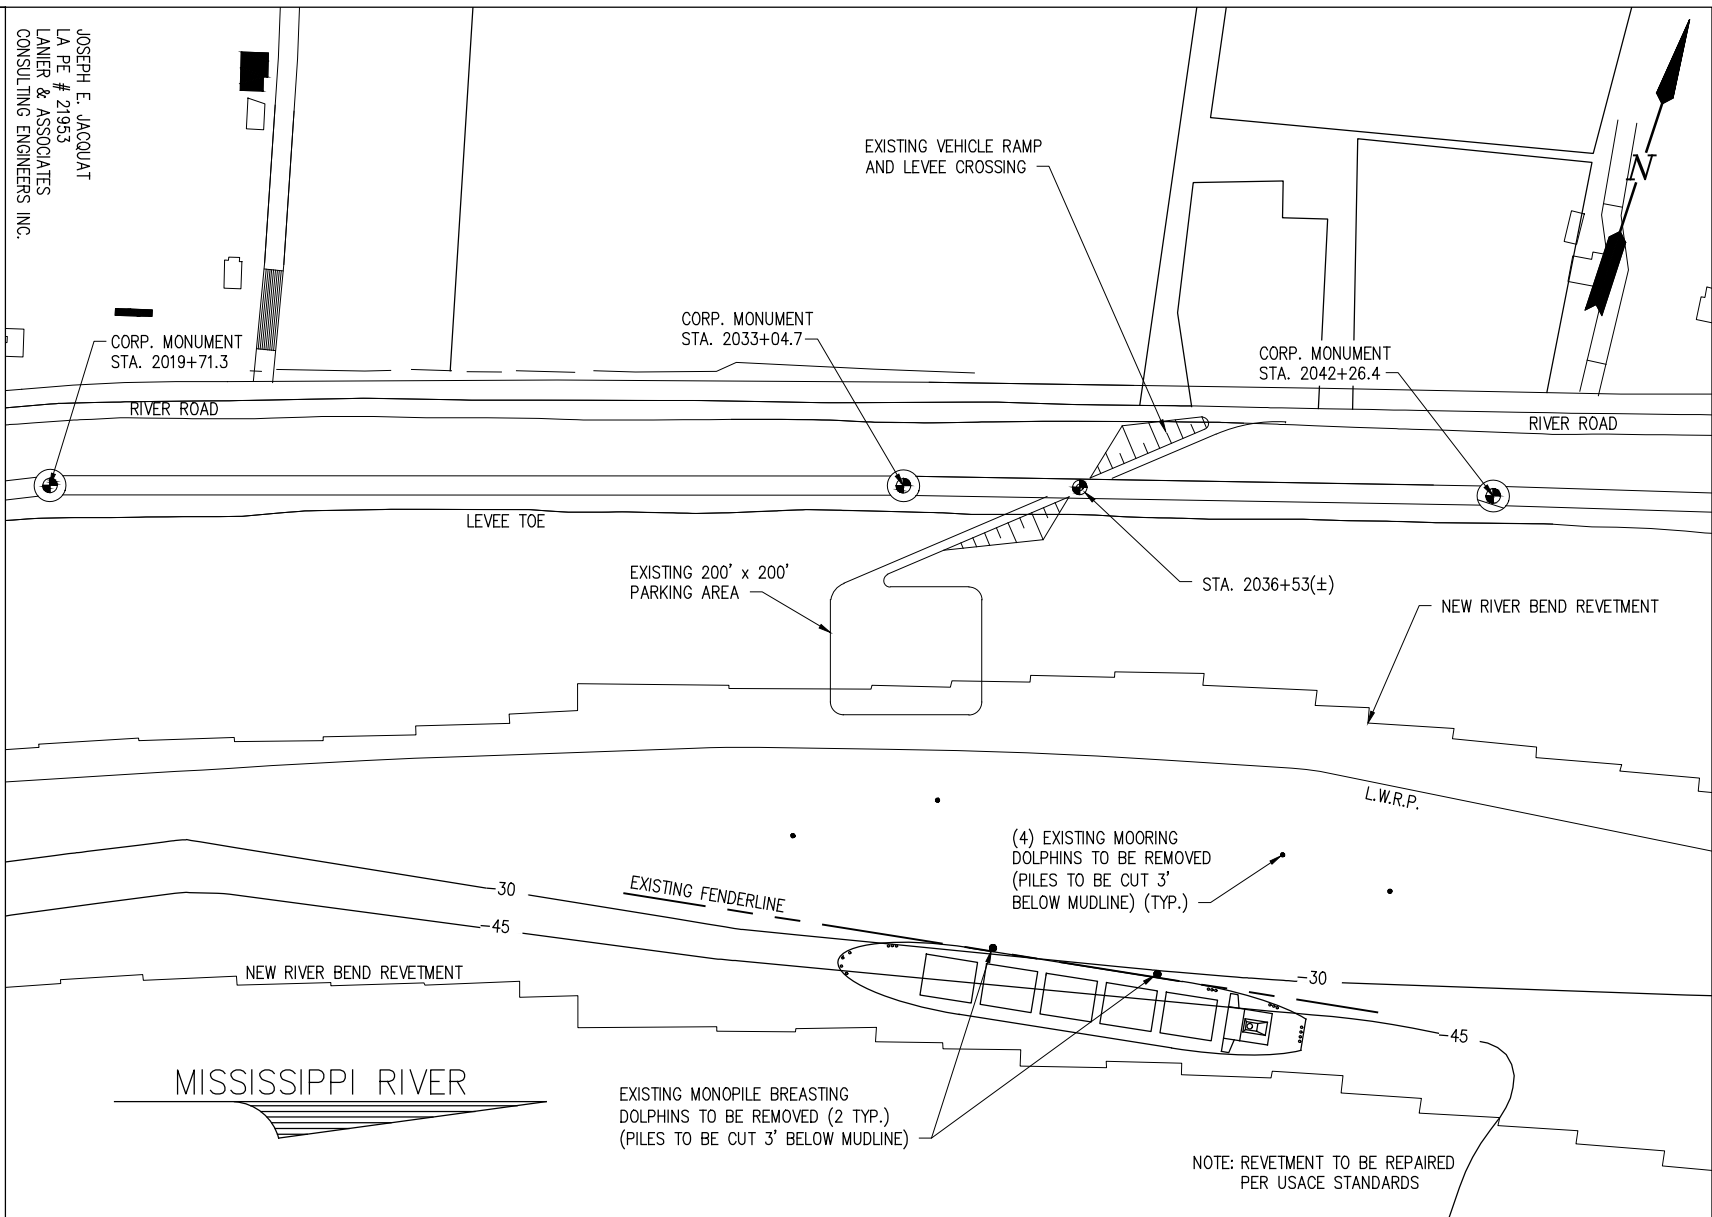 JOSEPH E. JACQUAT
LA PE # 21953
LANIER & ASSOCIATES
CONSULTING ENGINEERS INC.
N
EXISTING VEHICLE RAMP
AND LEVEE CROSSING
CORP. MONUMENT
STA. 2019+71.3
CORP. MONUMENT
STA. 2033+04.7
CORP. MONUMENT
STA. 2042+26.4
RIVER ROAD
RIVER ROAD
LEVEE TOE
EXISTING 200' x 200'
PARKING AREA
STA. 2036+53(±)
NEW RIVER BEND REVETMENT
L.W.R.P.
(4) EXISTING MOORING
DOLPHINS TO BE REMOVED
(PILES TO BE CUT 3'
BELOW MUDLINE) (TYP.)
-30
EXISTING FENDERLINE
-45
NEW RIVER BEND REVETMENT
-30
-45
MISSISSIPPI RIVER
EXISTING MONOPILE BREASTING
DOLPHINS TO BE REMOVED (2 TYP.)
(PILES TO BE CUT 3' BELOW MUDLINE)
NOTE: REVETMENT TO BE REPAIRED
PER USACE STANDARDS